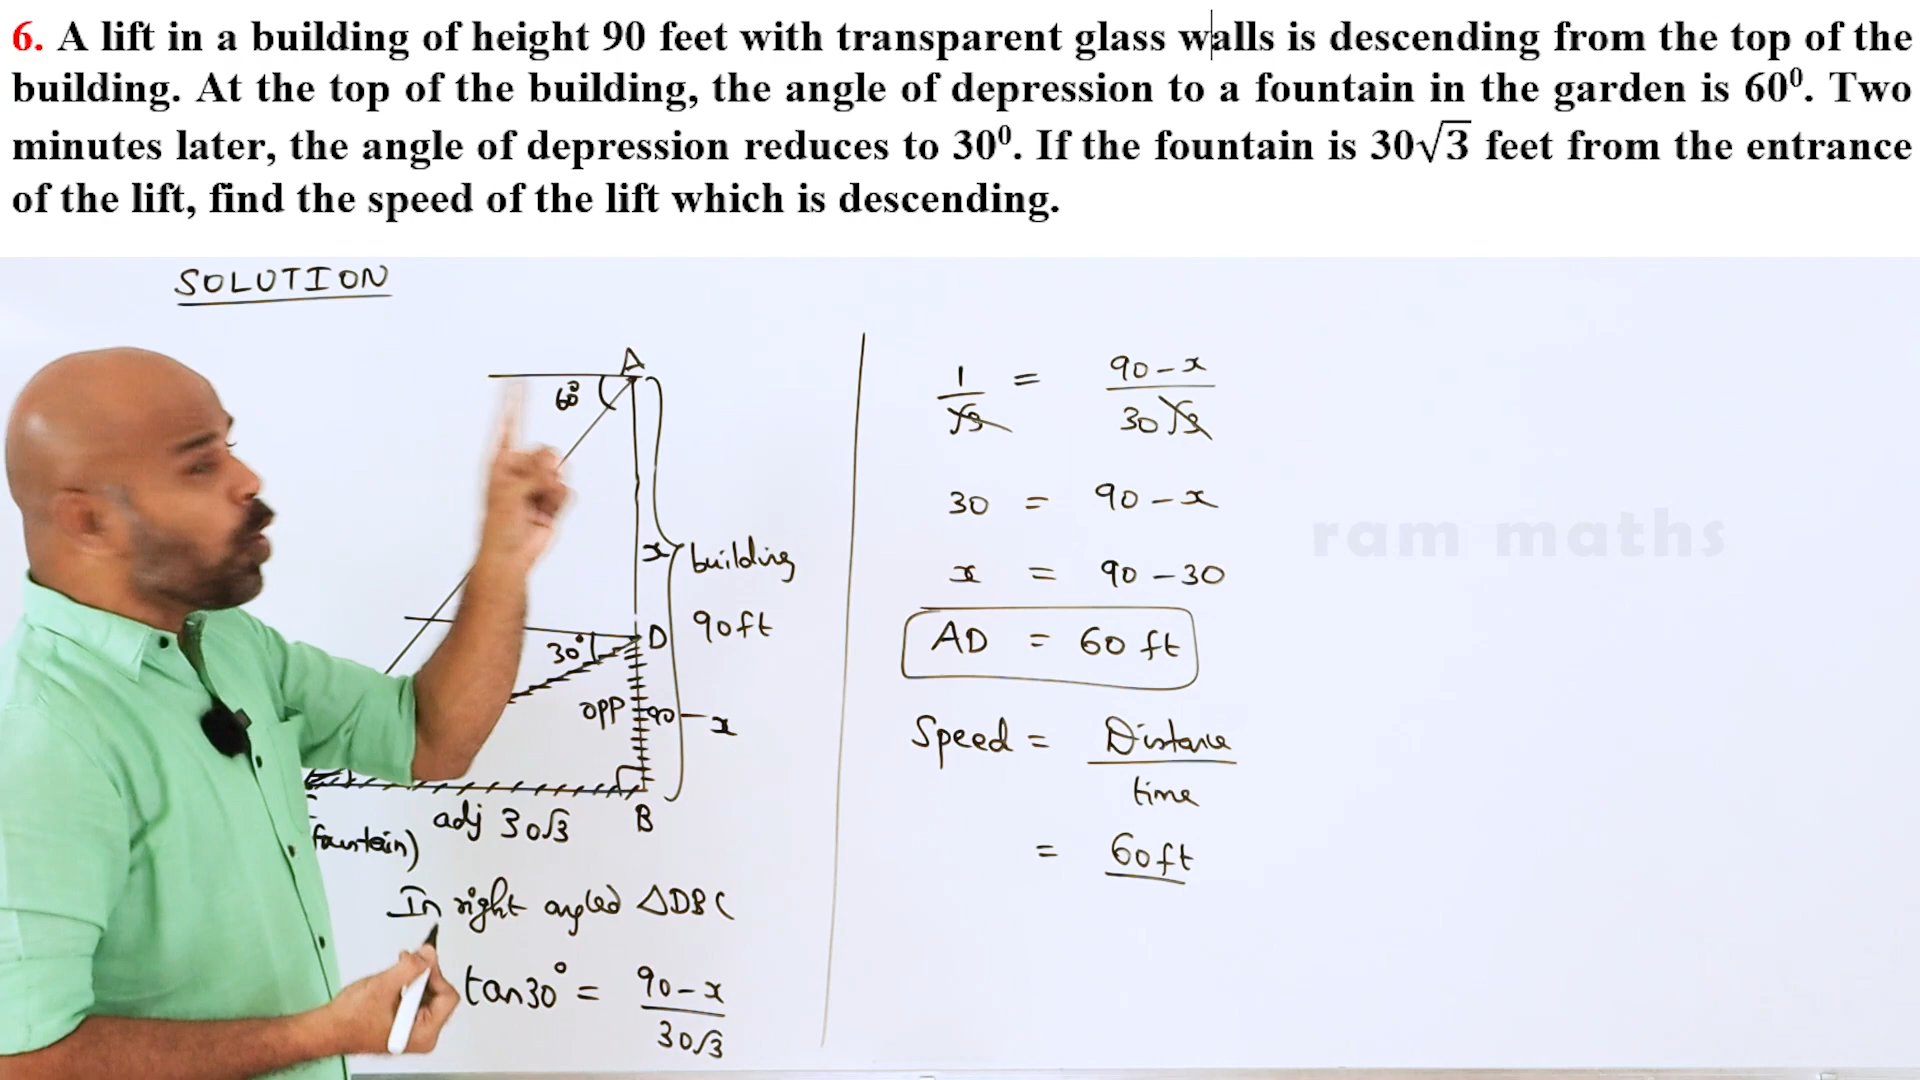 6. A lift in a building of height 90 feet with transparent glass walls is descending from the top of the
building. At the top of the building, the angle of depression to a fountain in the garden is 60⁰. Two
minutes later, the angle of depression reduces to 30⁰. If the fountain is 30√3 feet from the entrance
of the lift, find the speed of the lift which is descending.
SOLUTION
A
60°
x
building
90ft
30°
D
opp
90 - x
B
adj 30√3
fountain)
In right angled △DBC
tan30° = 90-x / 30√3
1/√3 = 90-x / 30√3
30 = 90-x
x = 90-30
AD = 60 ft
Speed = Distance / time
= 60ft
ram maths